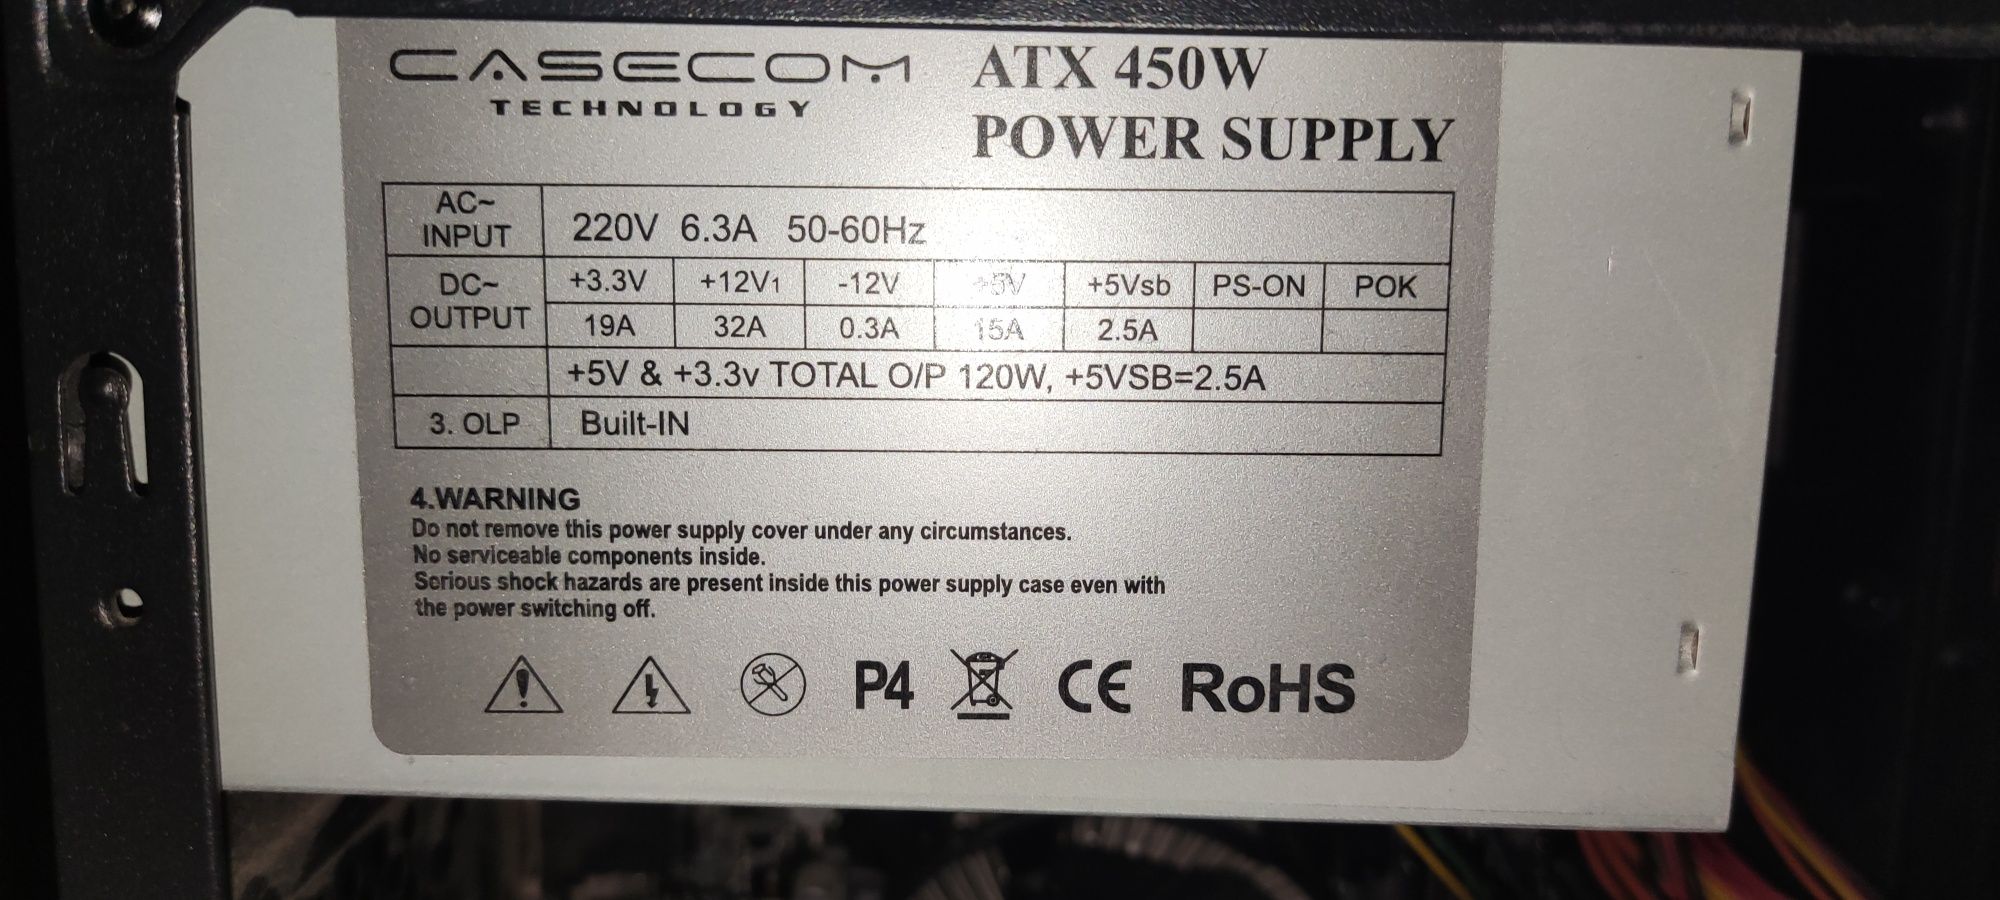 CASECOM
TECHNOLOGY
ATX 450W
POWER SUPPLY
AC~
INPUT
220V 6.3A 50-60Hz
DC~
OUTPUT
+3.3V +12V1 -12V +5V +5Vsb PS-ON POK
19A 32A 0.3A 15A 2.5A
+5V & +3.3v TOTAL O/P 120W, +5VSB=2.5A
3. OLP Built-IN
4.WARNING
Do not remove this power supply cover under any circumstances.
No serviceable components inside.
Serious shock hazards are present inside this power supply case even with
the power switching off.
P4 CE RoHS